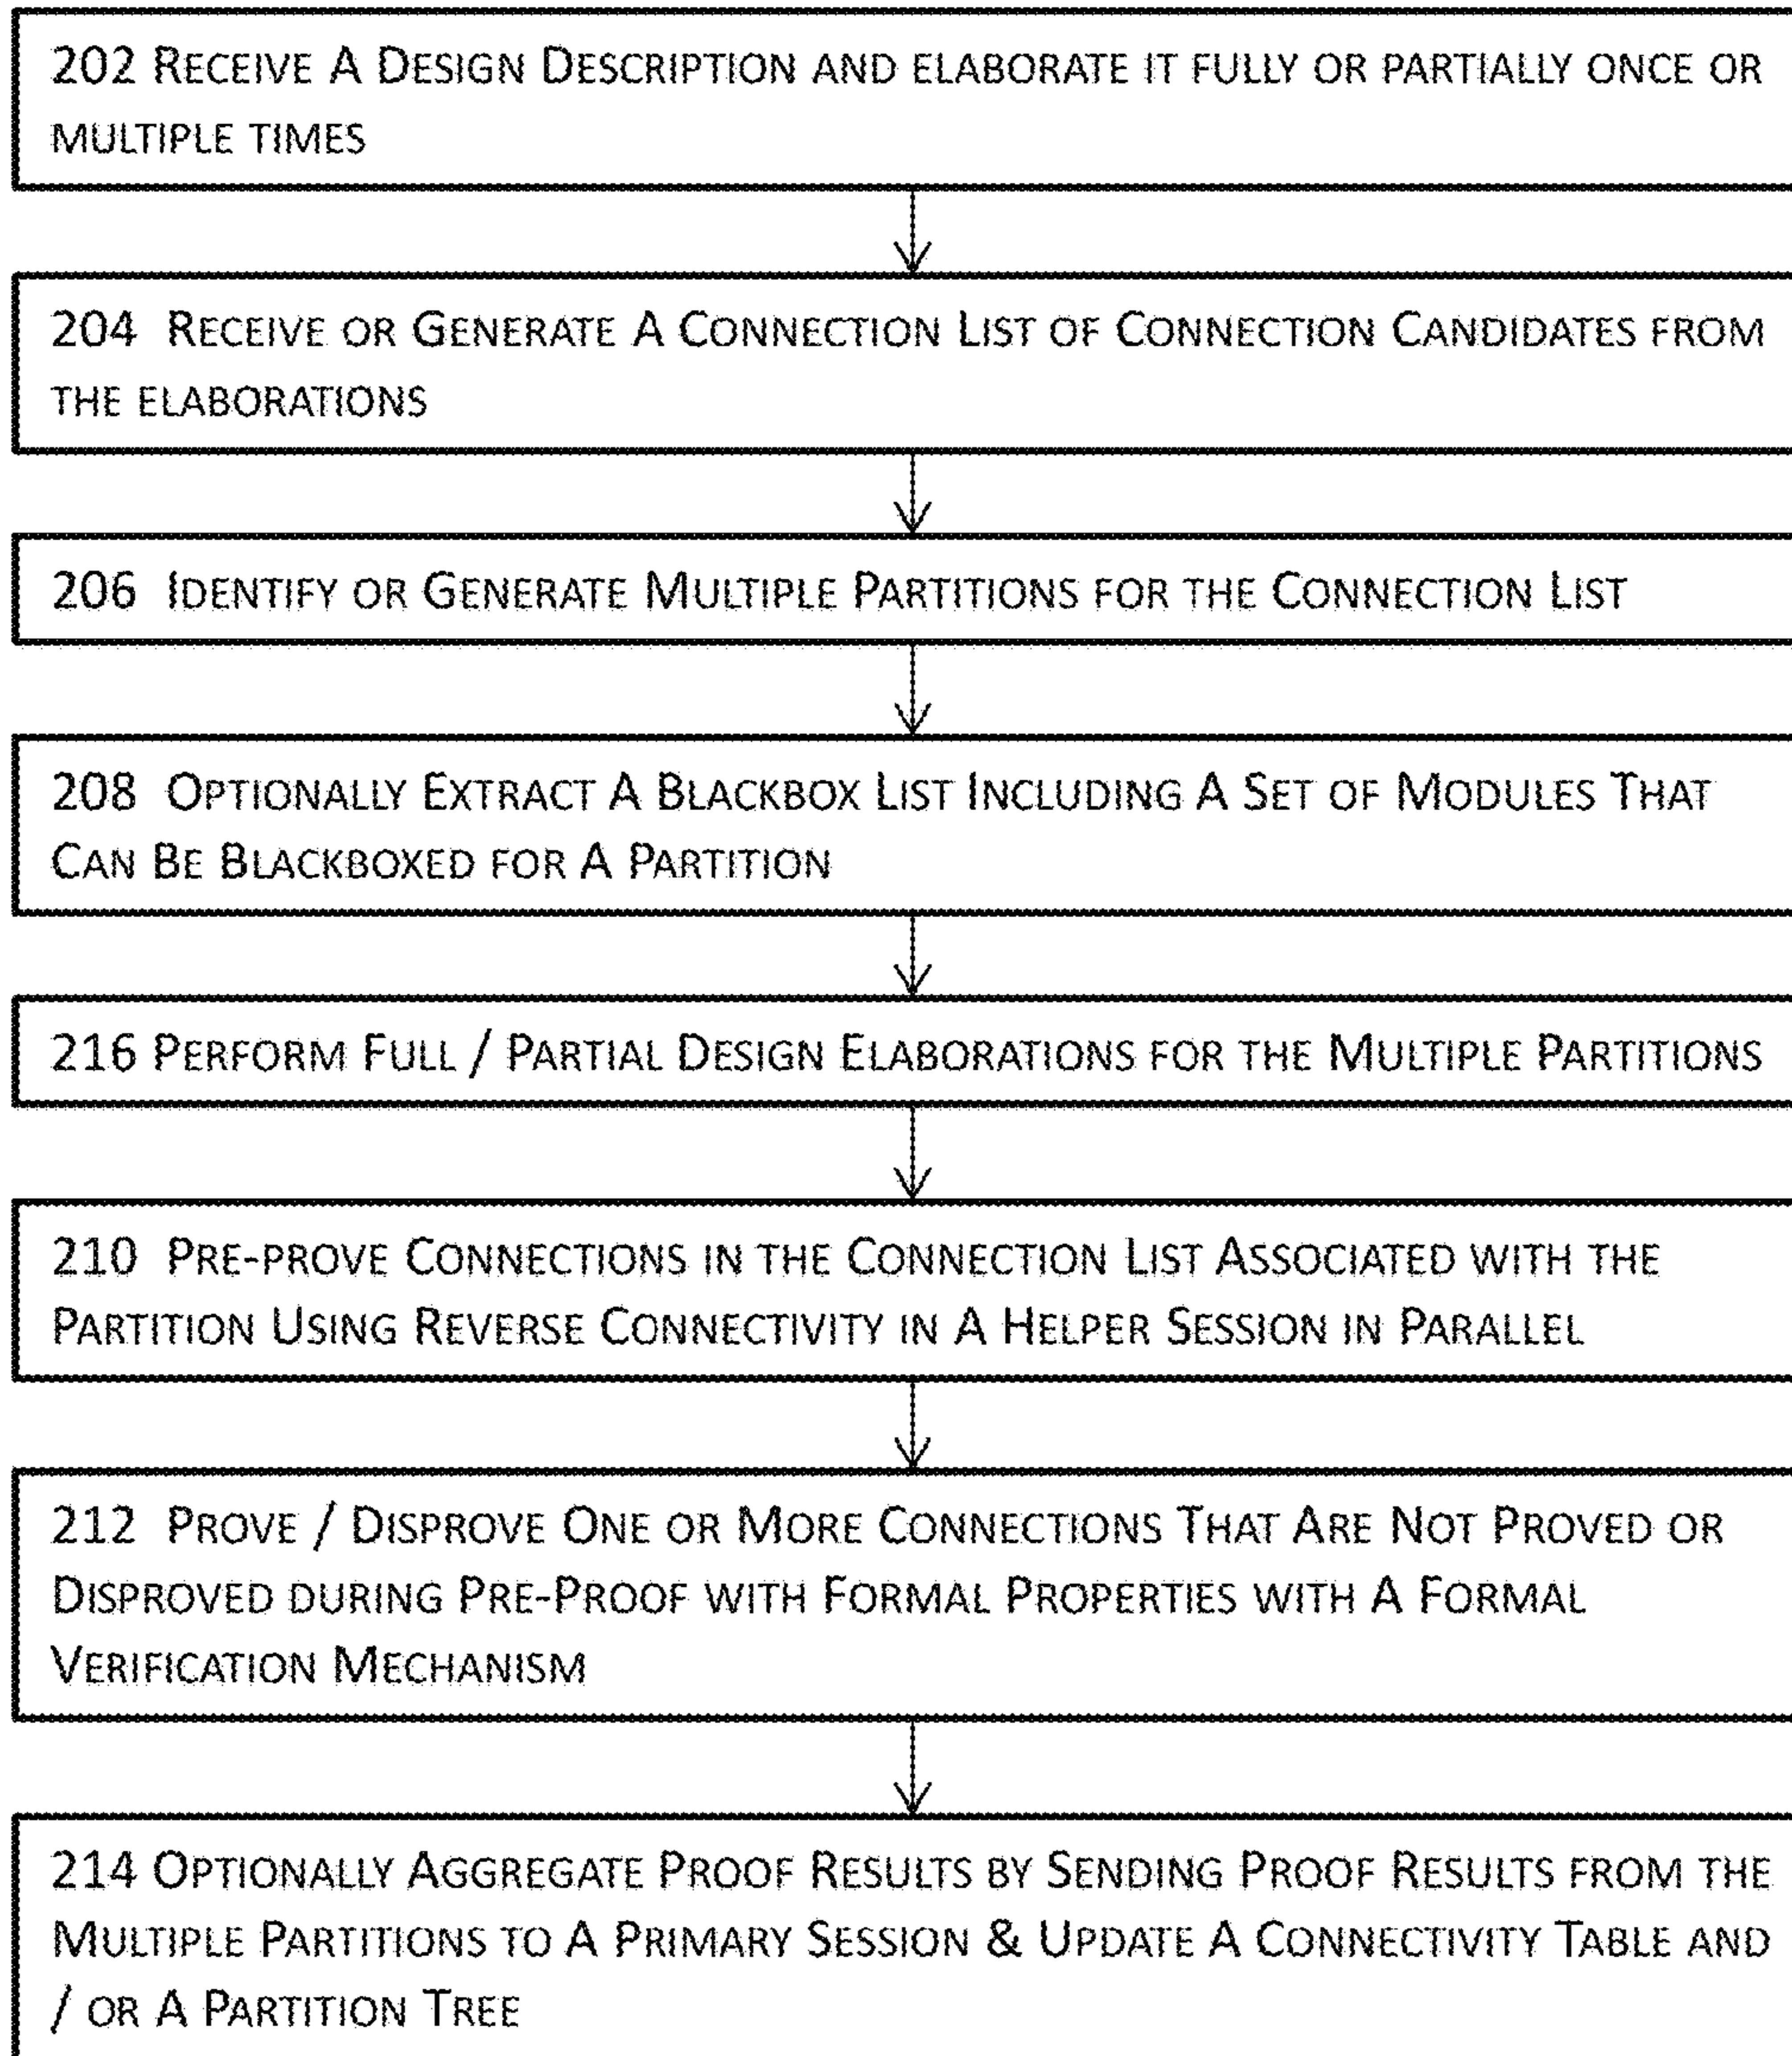 202 Receive A Design Description and elaborate it fully or partially once or
multiple times
204 Receive or Generate A Connection List of Connection Candidates from
the elaborations
206 Identify or Generate Multiple Partitions for the Connection List
208 Optionally Extract A Blackbox List Including A Set of Modules That
Can Be Blackboxed for A Partition
216 Perform Full / Partial Design Elaborations for the Multiple Partitions
210 Pre-prove Connections in the Connection List Associated with the
Partition Using Reverse Connectivity in A Helper Session in Parallel
212 Prove / Disprove One or More Connections That Are Not Proved or
Disproved during Pre-Proof with Formal Properties with A Formal
Verification Mechanism
214 Optionally Aggregate Proof Results by Sending Proof Results from the
Multiple Partitions to A Primary Session & Update A Connectivity Table and
/ or A Partition Tree